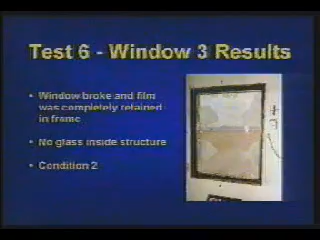 Test 6 - Window 3 Results
• Window broke and film
was completely retained
in frame
• No glass inside structure
• Condition 2